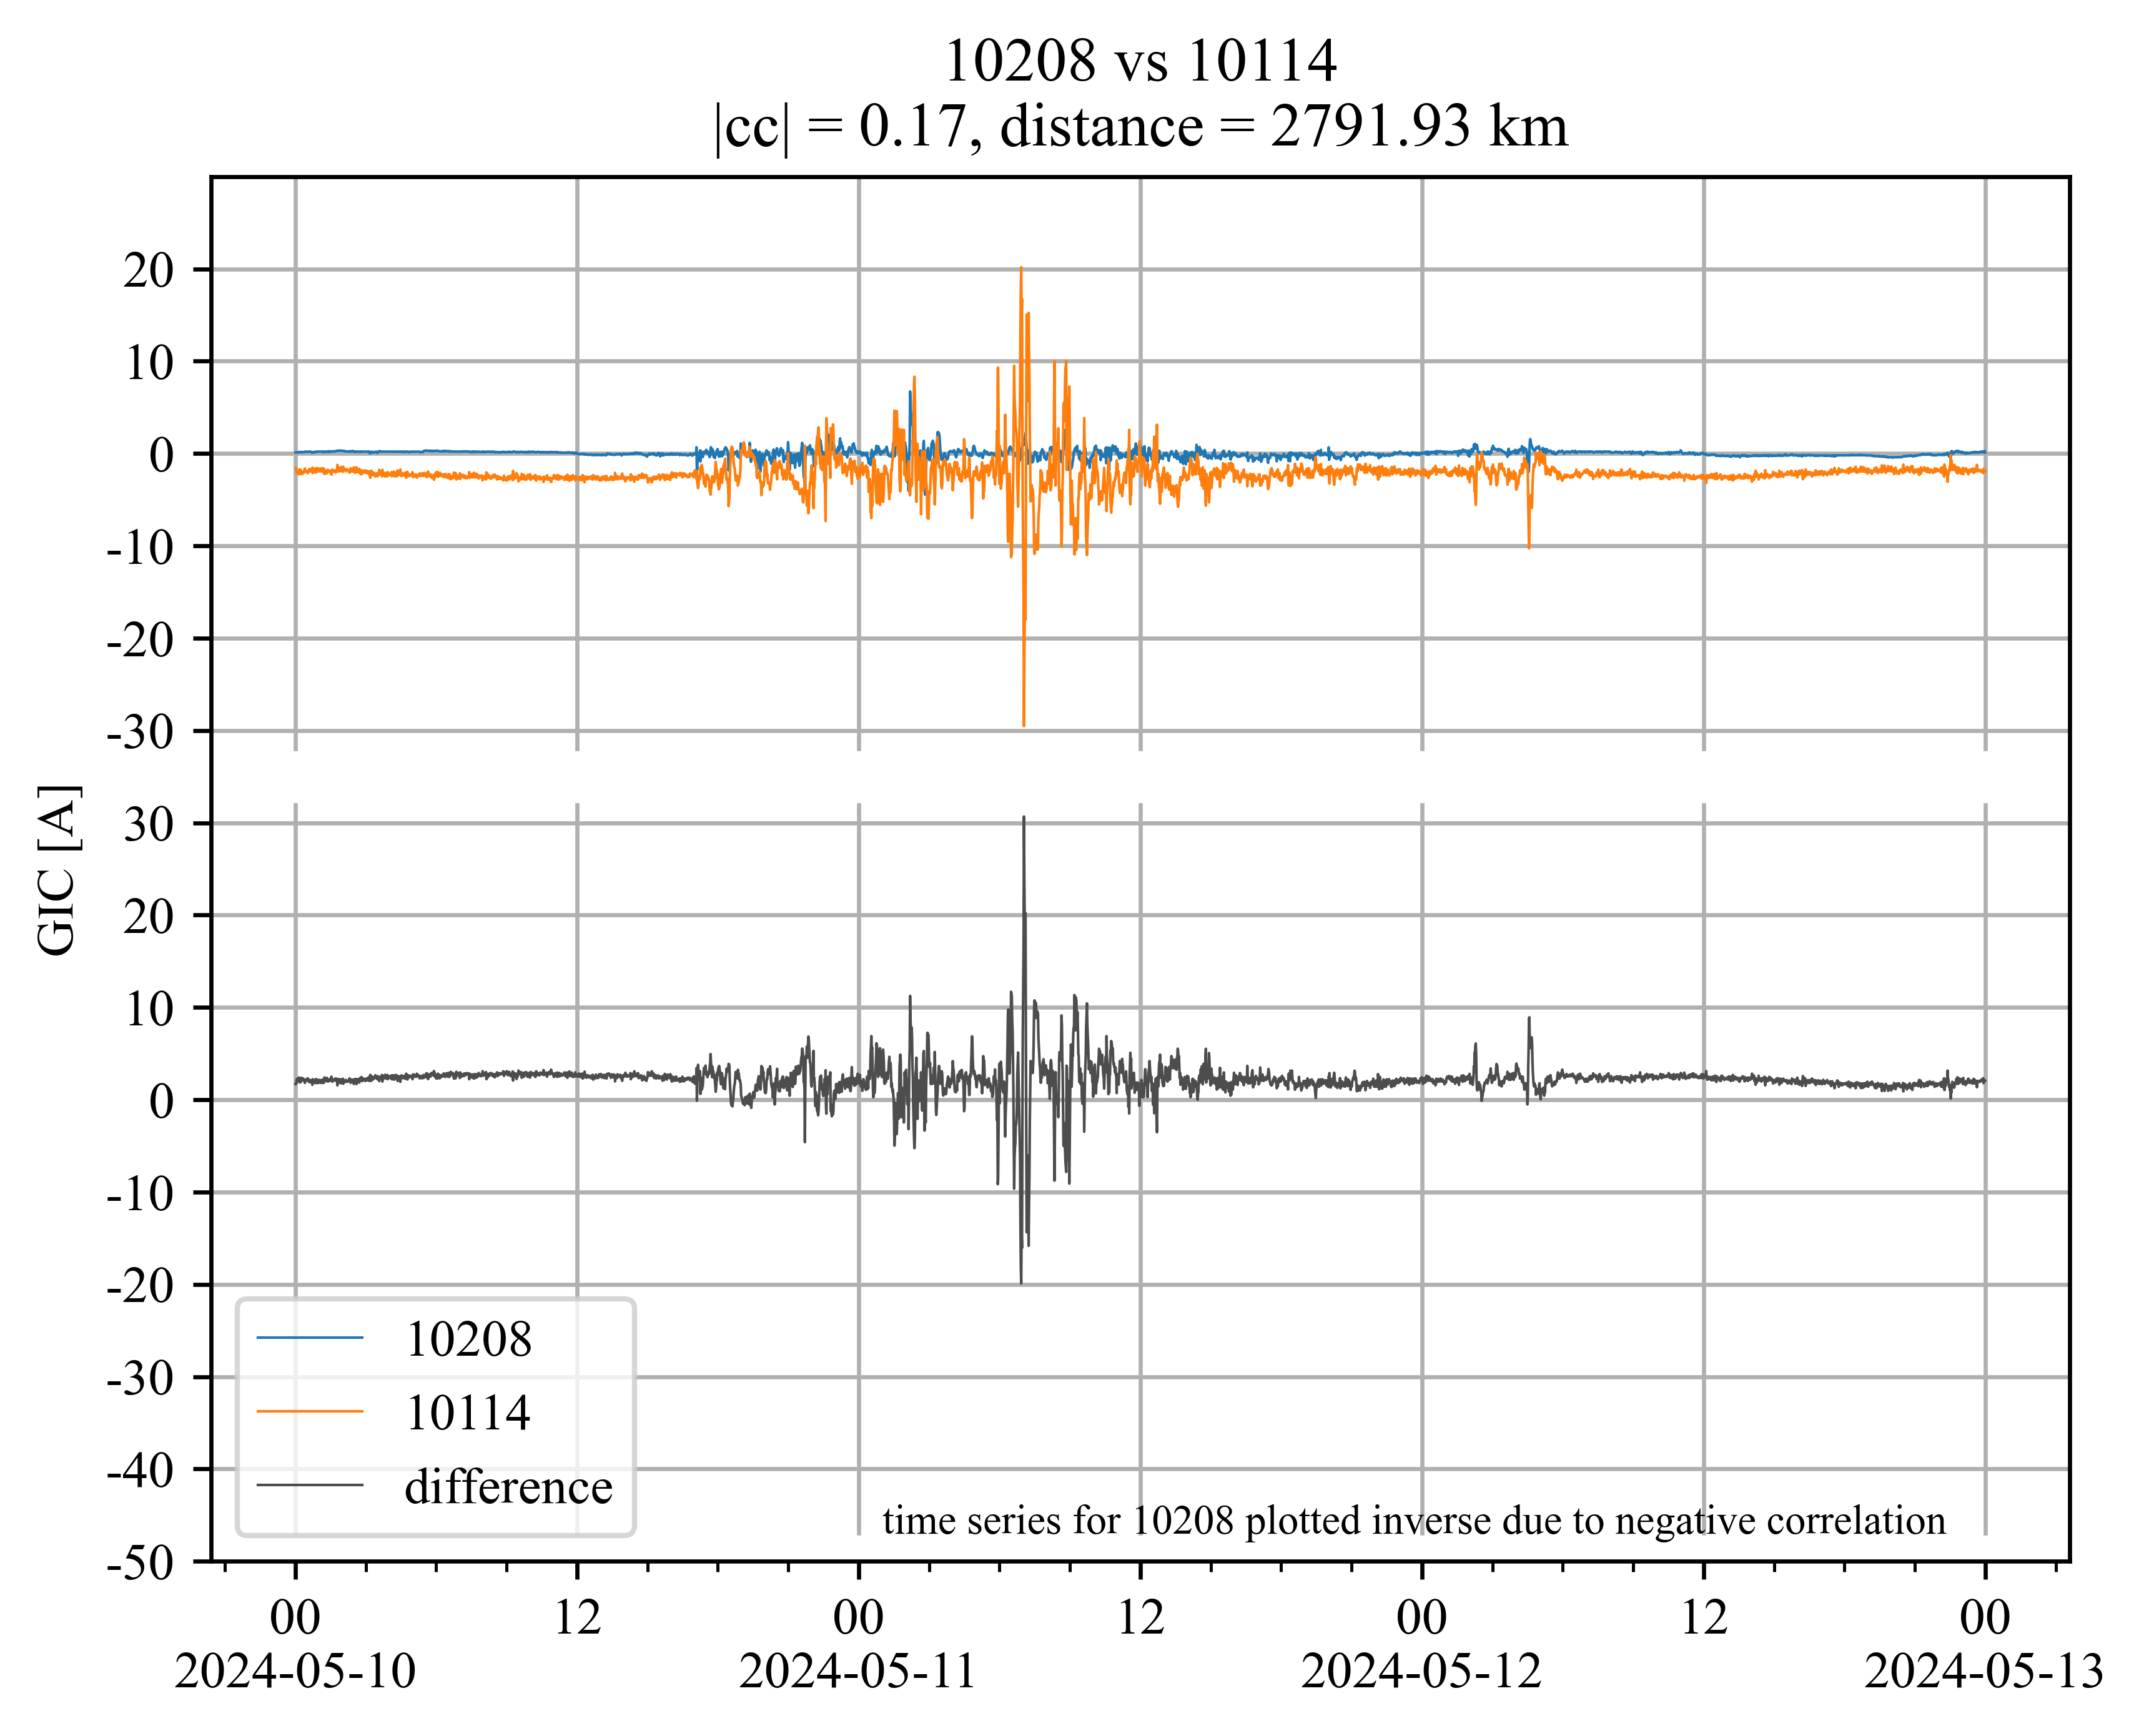 10208 vs 10114
|cc| = 0.17, distance = 2791.93 km
20
10
0
-10
-20
-30
30
20
10
0
-10
-20
-30
-40
-50
GIC [A]
10208
10114
difference
time series for 10208 plotted inverse due to negative correlation
00 12 00 12 00 12 00
2024-05-10 2024-05-11 2024-05-12 2024-05-13